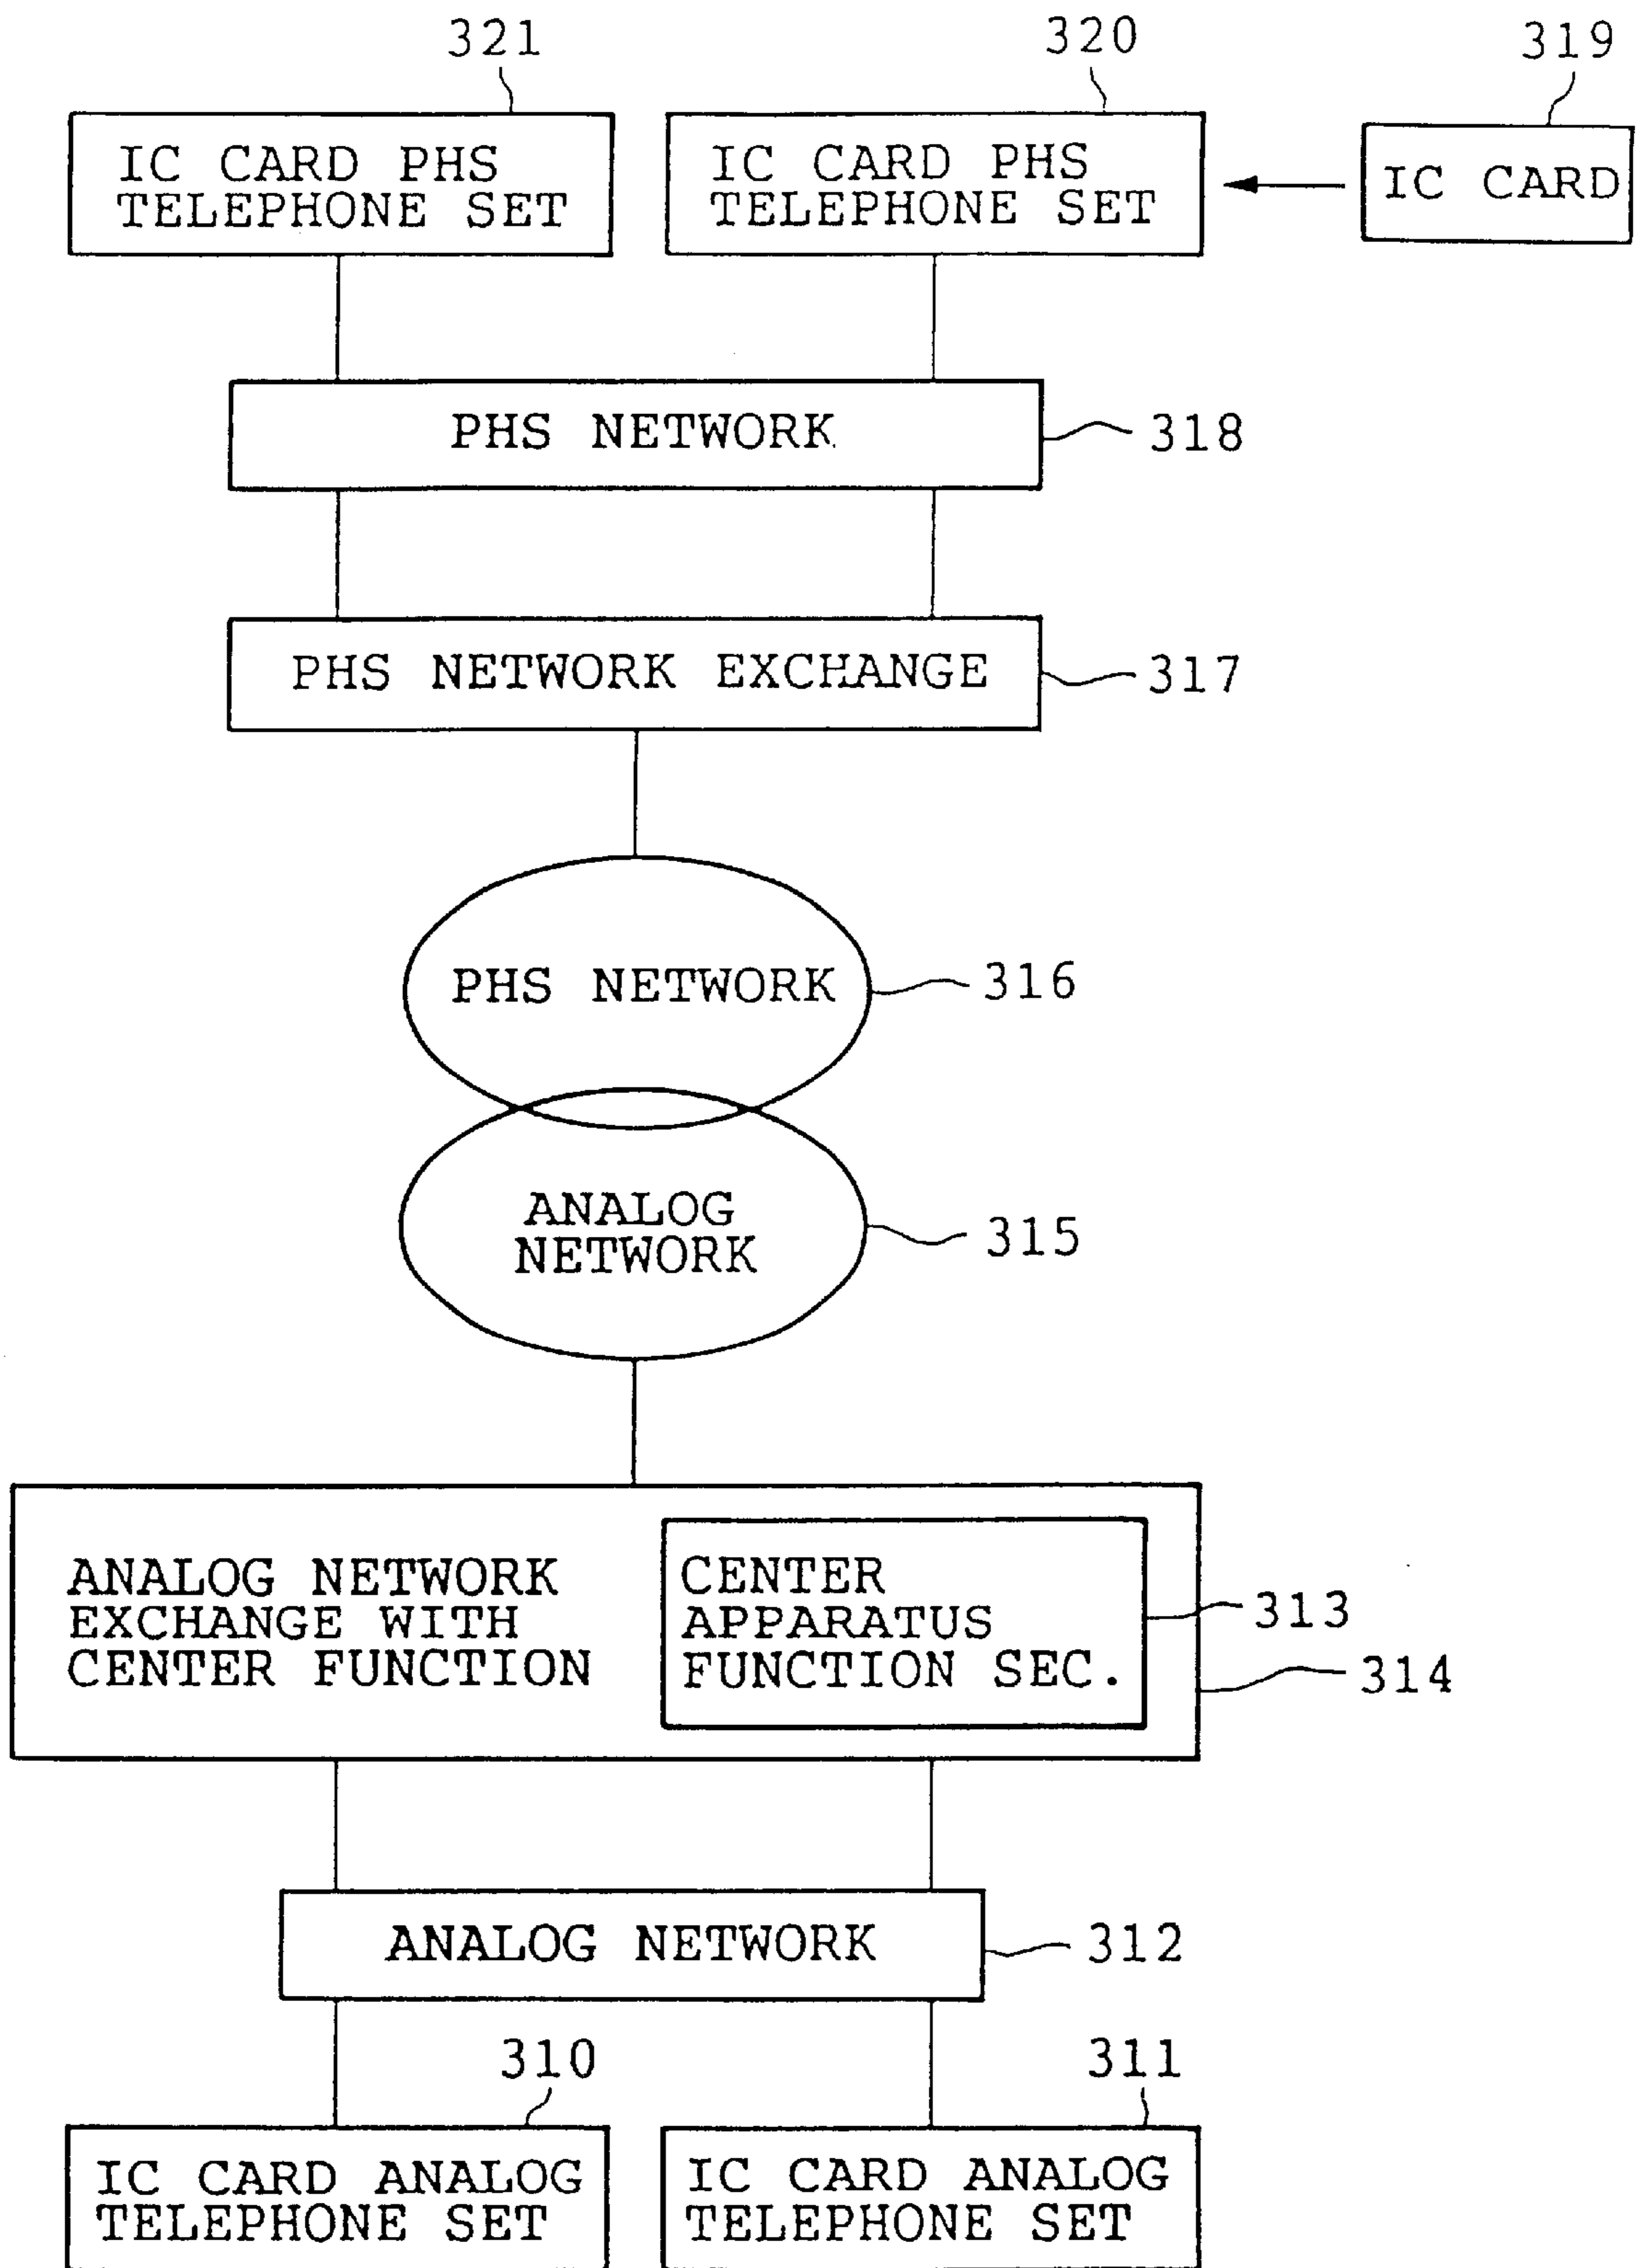 321
320
319
IC CARD PHS
TELEPHONE SET
IC CARD PHS
TELEPHONE SET
IC CARD
PHS NETWORK
318
PHS NETWORK EXCHANGE
317
PHS NETWORK
316
ANALOG
NETWORK
315
ANALOG NETWORK
EXCHANGE WITH
CENTER FUNCTION
CENTER
APPARATUS
FUNCTION SEC.
313
314
ANALOG NETWORK
312
310
311
IC CARD ANALOG
TELEPHONE SET
IC CARD ANALOG
TELEPHONE SET